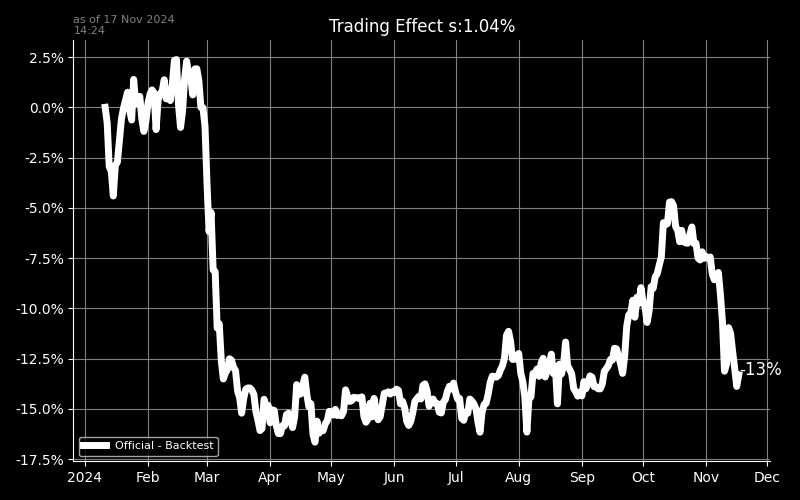 as of 17 Nov 2024
14:24
Trading Effect s:1.04%
2.5%
0.0%
-2.5%
-5.0%
-7.5%
-10.0%
-12.5%
-15.0%
-17.5%
-13%
Official - Backtest
2024 Feb Mar Apr May Jun Jul Aug Sep Oct Nov Dec